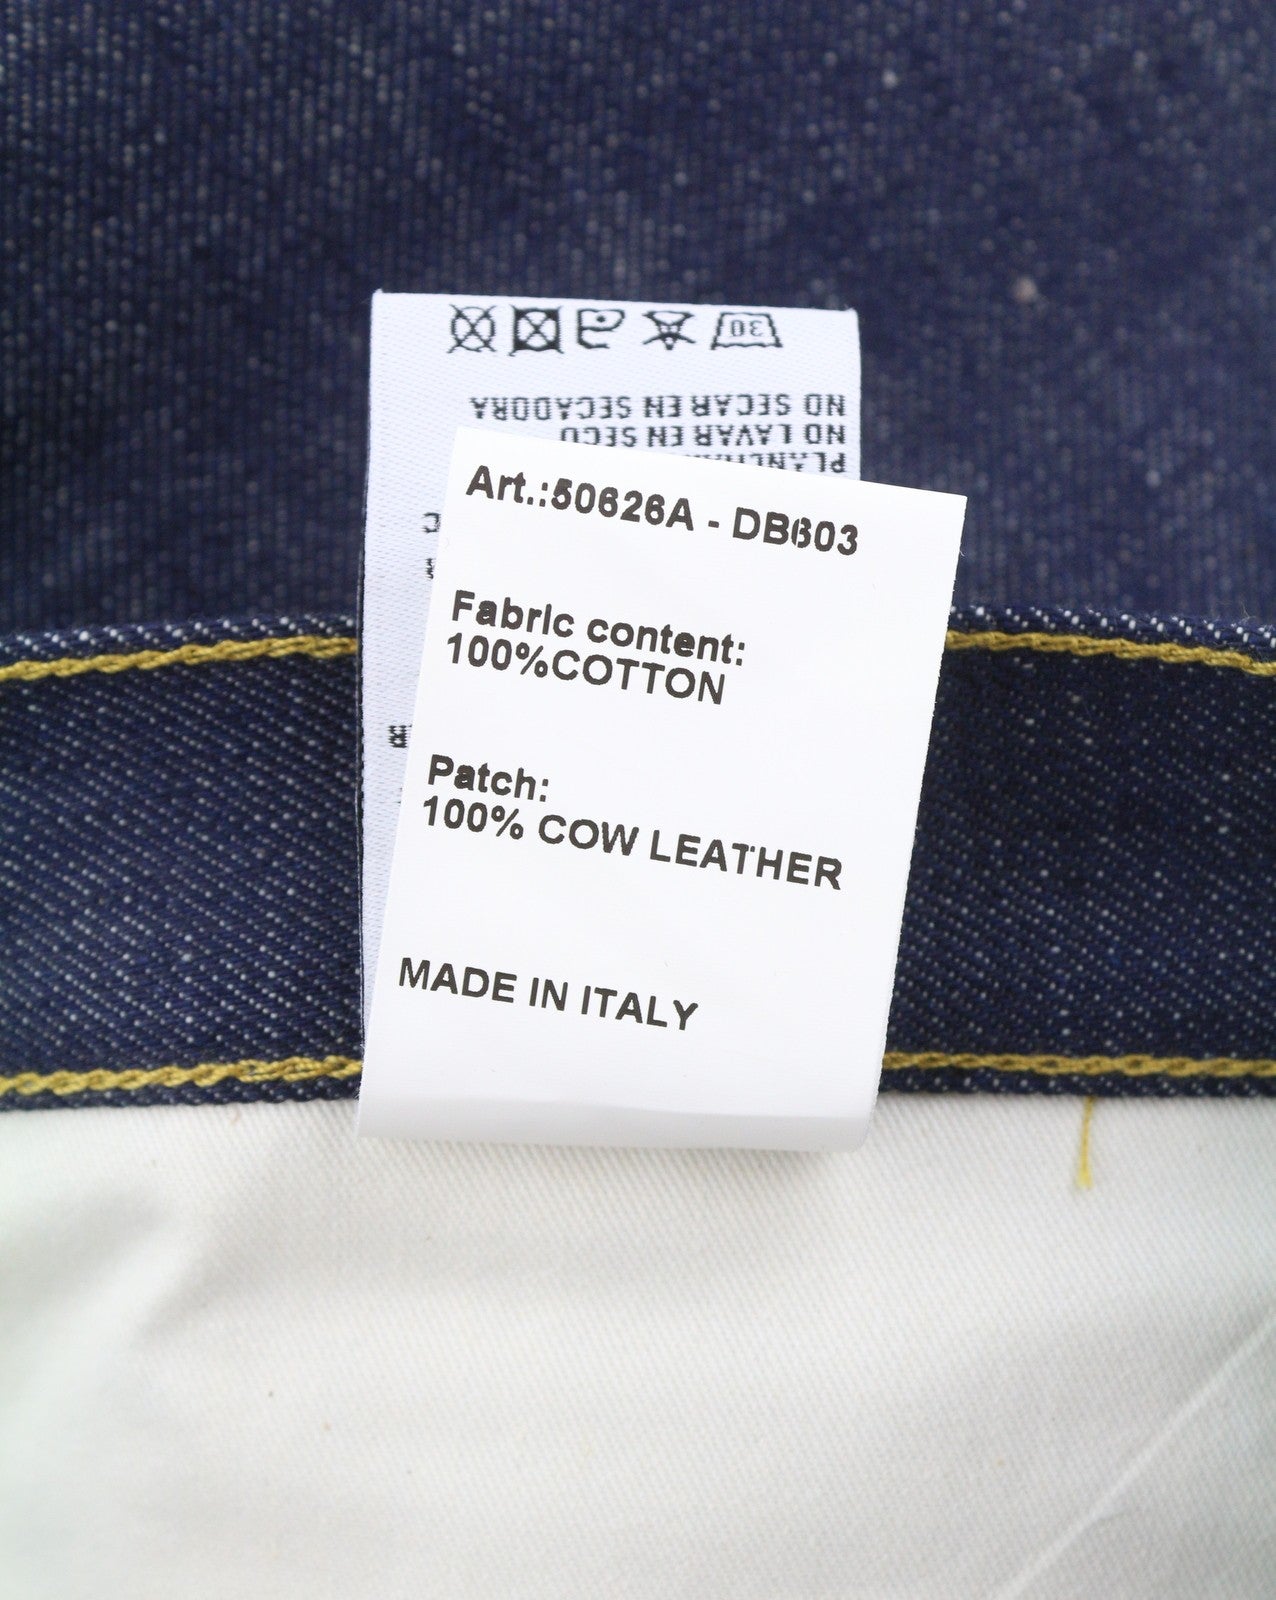 Art.:50626A - DB603
Fabric content:
100%COTTON
Patch:
100% COW LEATHER
MADE IN ITALY
NO LAVAR EN SECO
NO SECAR EN SECADORA
30